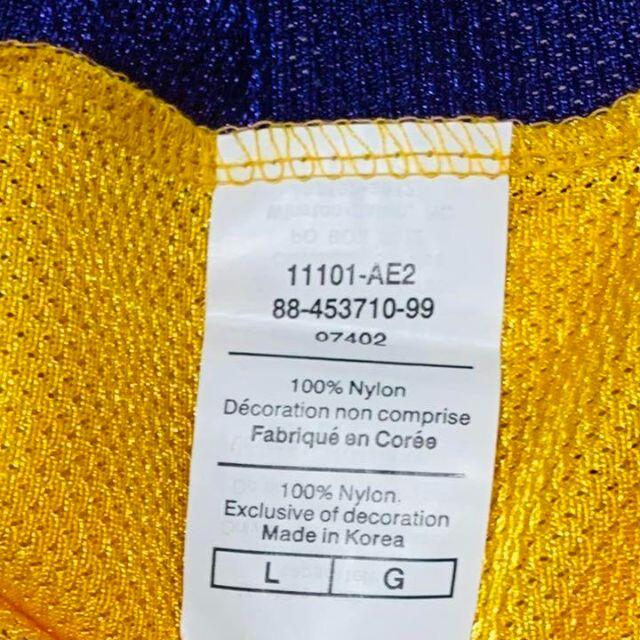 11101-AE2
88-453710-99
07402
100% Nylon
Décoration non comprise
Fabriqué en Corée
100% Nylon.
Exclusive of decoration
Made in Korea
L G